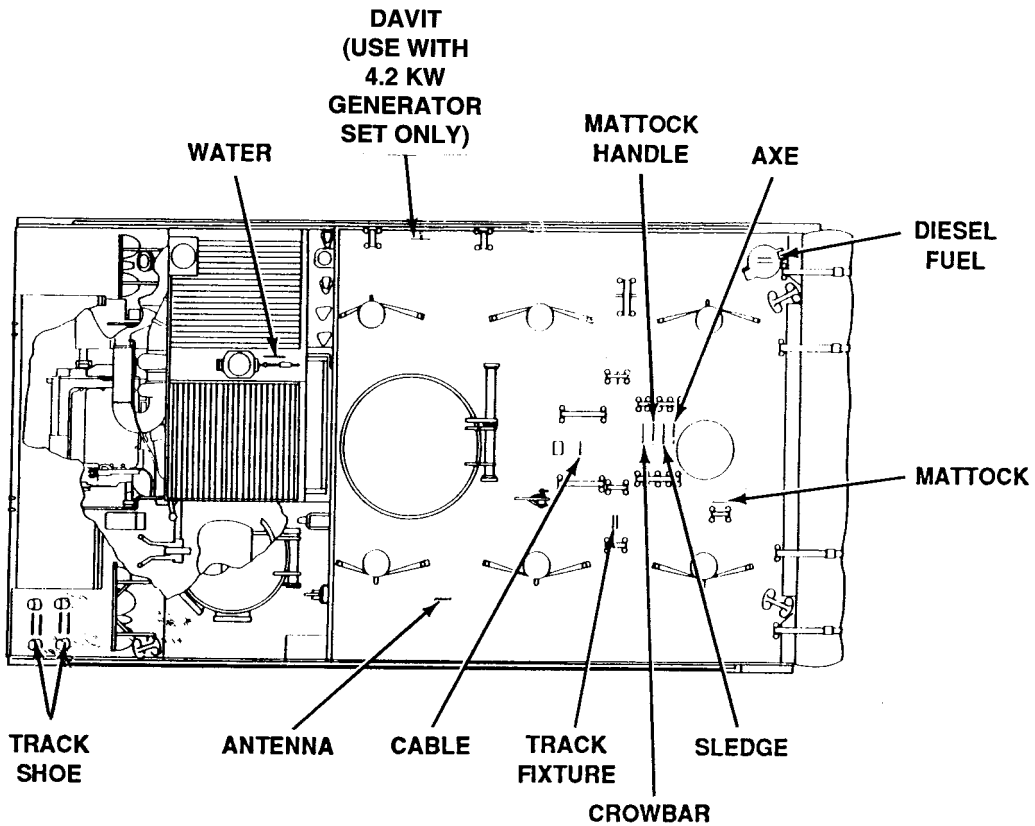 DAVIT
(USE WITH
4.2 KW
GENERATOR
SET ONLY)
WATER
MATTOCK
HANDLE
AXE
DIESEL
FUEL
MATTOCK
TRACK
SHOE
ANTENNA
CABLE
TRACK
FIXTURE
SLEDGE
CROWBAR